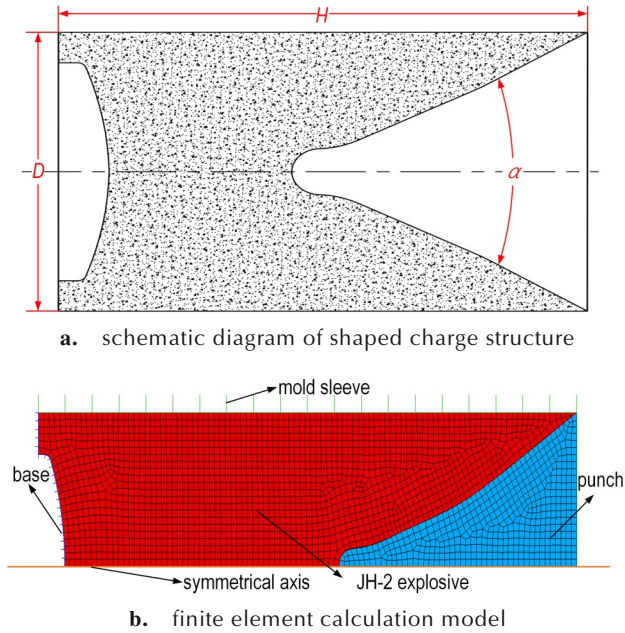 H
D
α
a. schematic diagram of shaped charge structure
mold sleeve
base
punch
symmetrical axis
JH-2 explosive
b. finite element calculation model